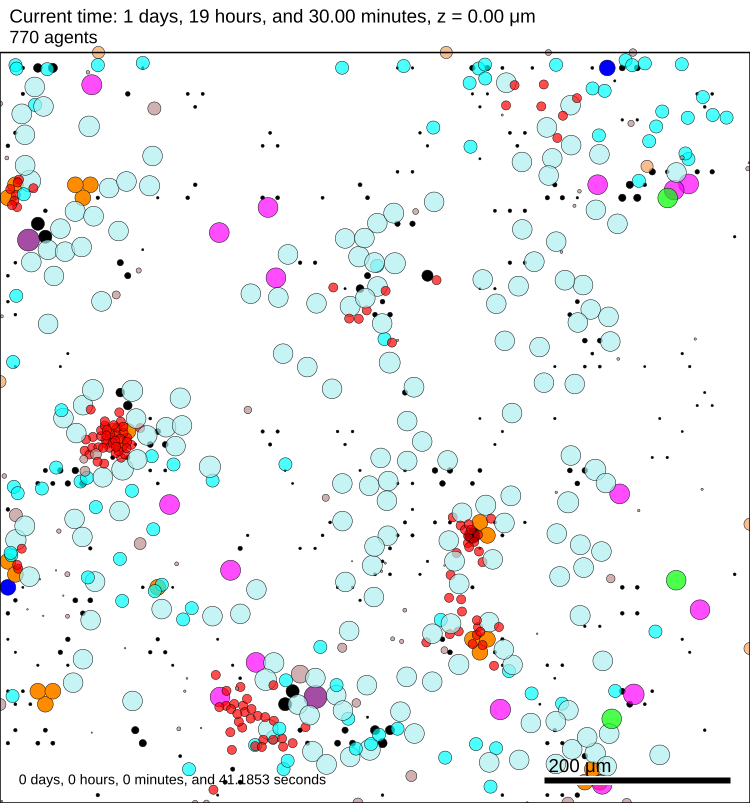 Current time: 1 days, 19 hours, and 30.00 minutes, z = 0.00 μm
770 agents
200 μm
0 days, 0 hours, 0 minutes, and 41.1853 seconds